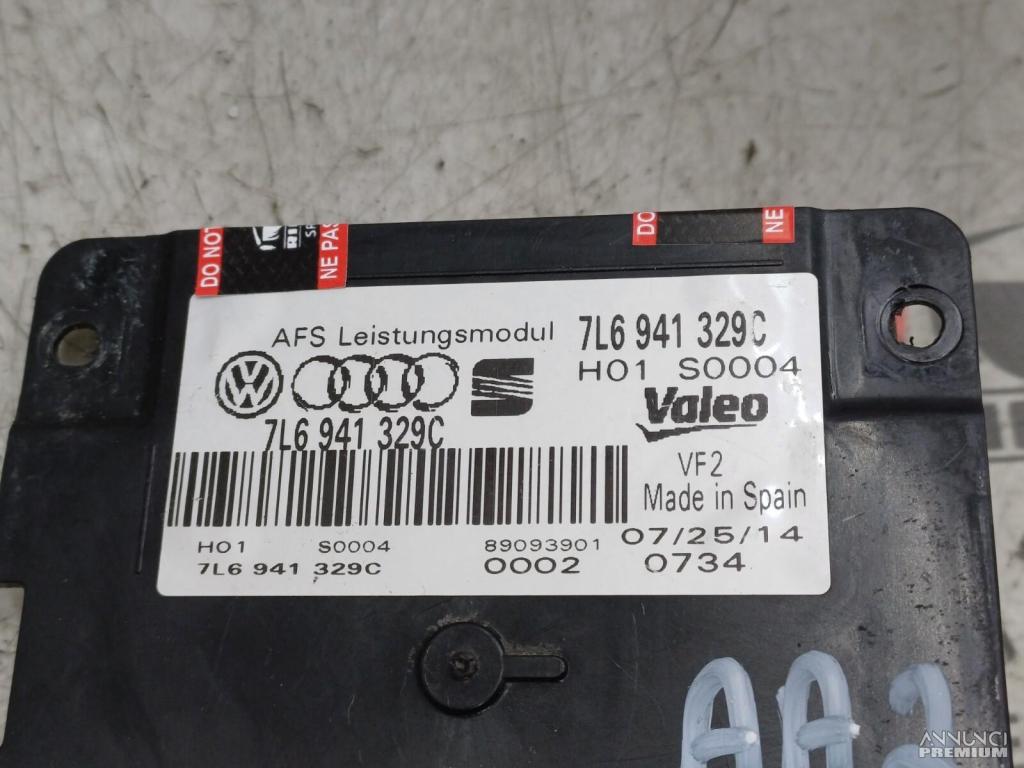 DO NOT
NE PAS
DO
NE
AFS Leistungsmodul
7L6 941 329C
H01 S0004
7L6 941 329C
Valeo
VF2
Made in Spain
07/25/14
H01 S0004 89093901
7L6 941 329C 0002 0734
AA2
ANNUNCI
PREMIUM